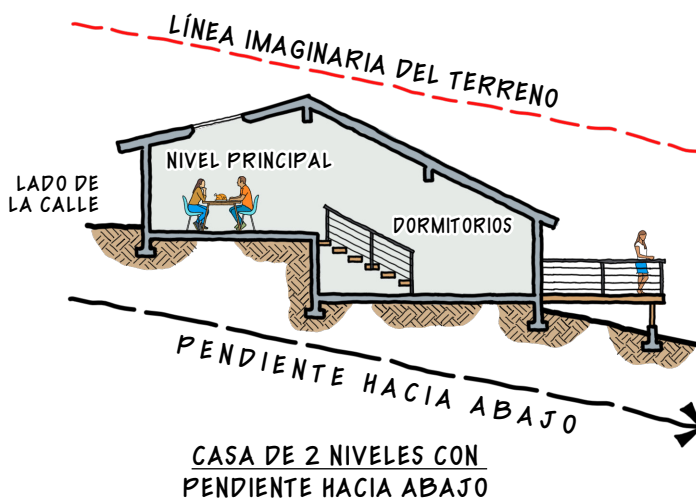 LÍNEA IMAGINARIA DEL TERRENO
NIVEL PRINCIPAL
LADO DE
LA CALLE
DORMITORIOS
PENDIENTE HACIA ABAJO
CASA DE 2 NIVELES CON
PENDIENTE HACIA ABAJO